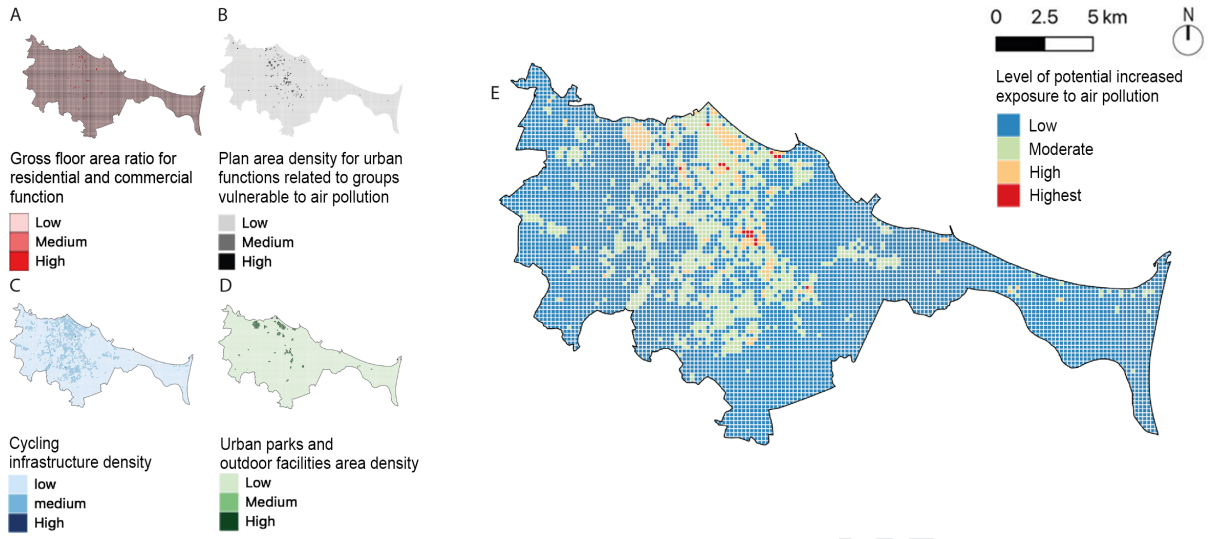 A
B
Gross floor area ratio for
residential and commercial
function
Low
Medium
High
Plan area density for urban
functions related to groups
vulnerable to air pollution
Low
Medium
High
C
D
Cycling
infrastructure density
low
medium
High
Urban parks and
outdoor facilities area density
Low
Medium
High
E
0 2.5 5 km
N
Level of potential increased
exposure to air pollution
Low
Moderate
High
Highest